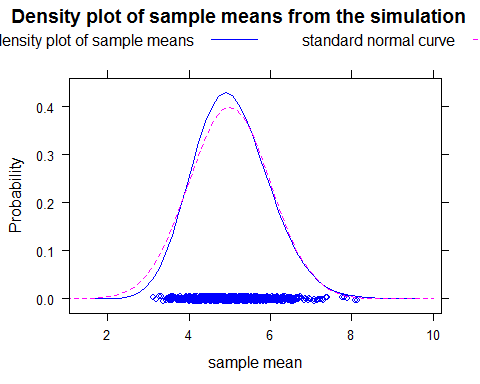 Density plot of sample means from the simulation
density plot of sample means standard normal curve
0.4
0.3
0.2
0.1
0.0
Probability
2 4 6 8 10
sample mean